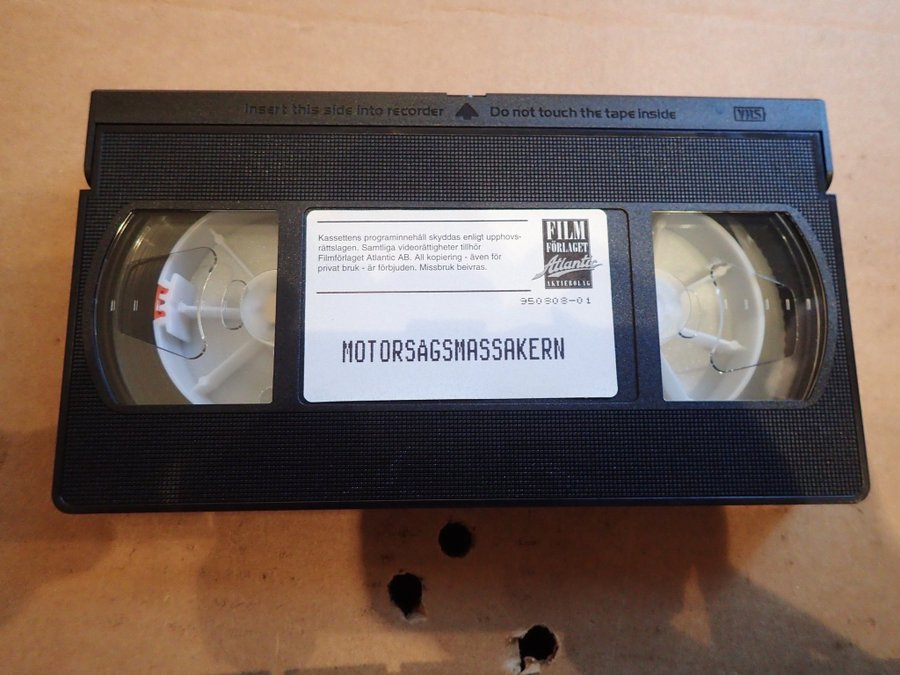 Insert this side into recorder Do not touch the tape inside VHS
Kassettens programinnehåll skyddas enligt upphovs-
rättslagen. Samtliga videorättigheter tillhör
Filmförlaget Atlantic AB. All kopiering - även för
privat bruk - är förbjuden. Missbruk beivras.
FILM
FÖRLAGET
Atlantic
AKTIEBOLAG
950808-01
MOTORSAGSMASSAKERN